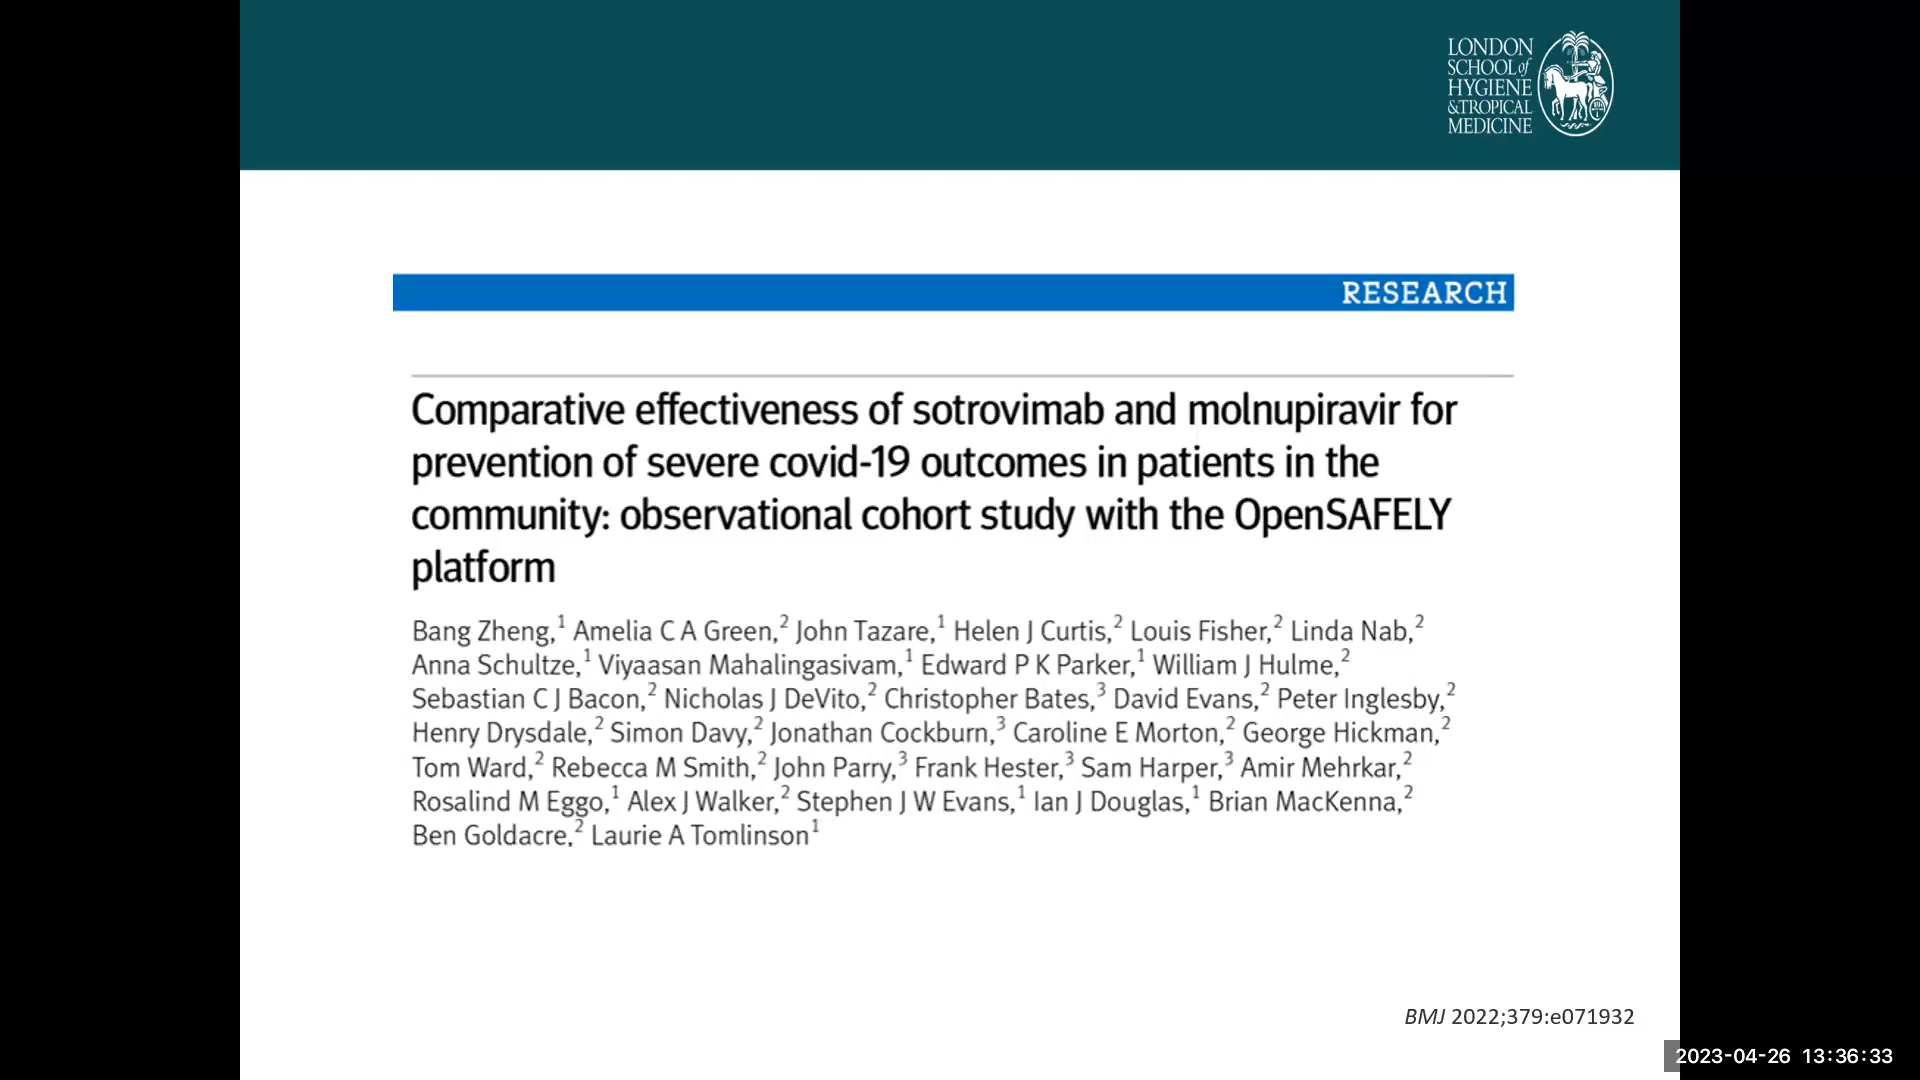 LONDON
SCHOOL of
HYGIENE
&TROPICAL
MEDICINE
RESEARCH
Comparative effectiveness of sotrovimab and molnupiravir for
prevention of severe covid-19 outcomes in patients in the
community: observational cohort study with the OpenSAFELY
platform
Bang Zheng,¹ Amelia C A Green,² John Tazare,¹ Helen J Curtis,² Louis Fisher,² Linda Nab,²
Anna Schultze,¹ Viyaasan Mahalingasivam,¹ Edward P K Parker,¹ William J Hulme,²
Sebastian C J Bacon,² Nicholas J DeVito,² Christopher Bates,³ David Evans,² Peter Inglesby,²
Henry Drysdale,² Simon Davy,² Jonathan Cockburn,³ Caroline E Morton,² George Hickman,²
Tom Ward,² Rebecca M Smith,² John Parry,³ Frank Hester,³ Sam Harper,³ Amir Mehrkar,²
Rosalind M Eggo,¹ Alex J Walker,² Stephen J W Evans,¹ Ian J Douglas,¹ Brian MacKenna,²
Ben Goldacre,² Laurie A Tomlinson¹
BMJ 2022;379:e071932
2023-04-26 13:36:33